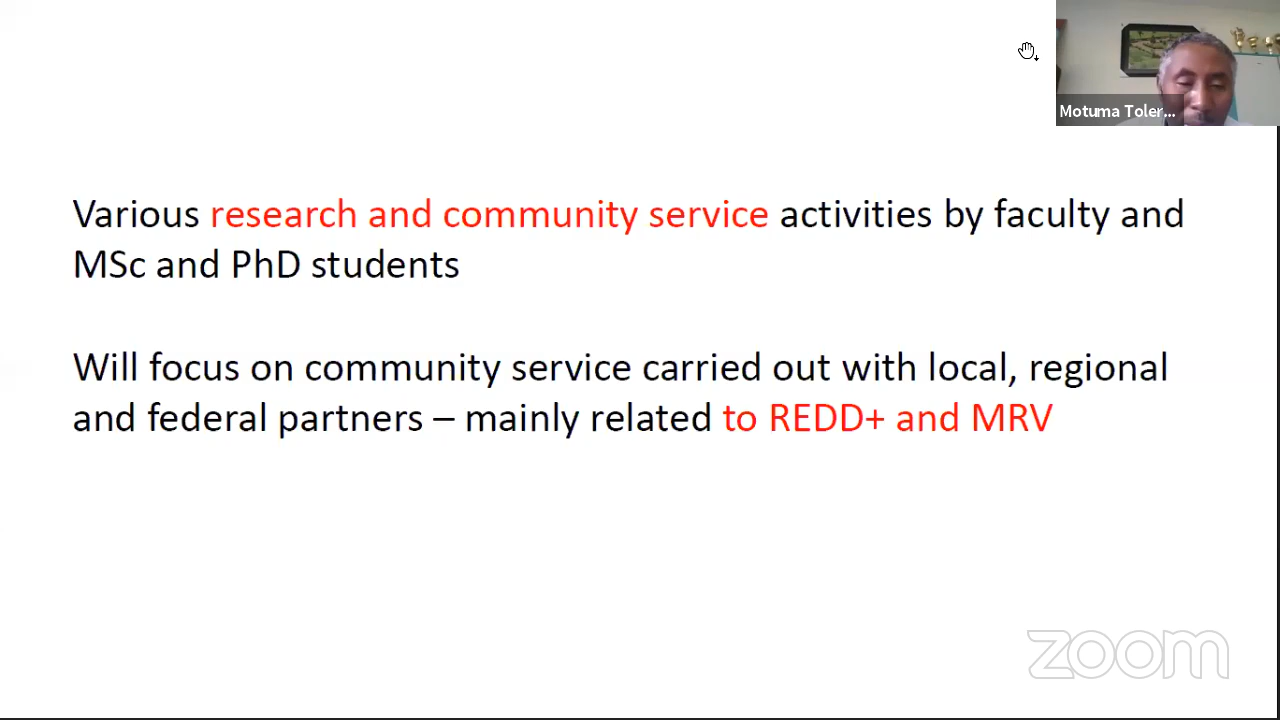 Motuma Toler...
Various research and community service activities by faculty and
MSc and PhD students
Will focus on community service carried out with local, regional
and federal partners – mainly related to REDD+ and MRV
zoom